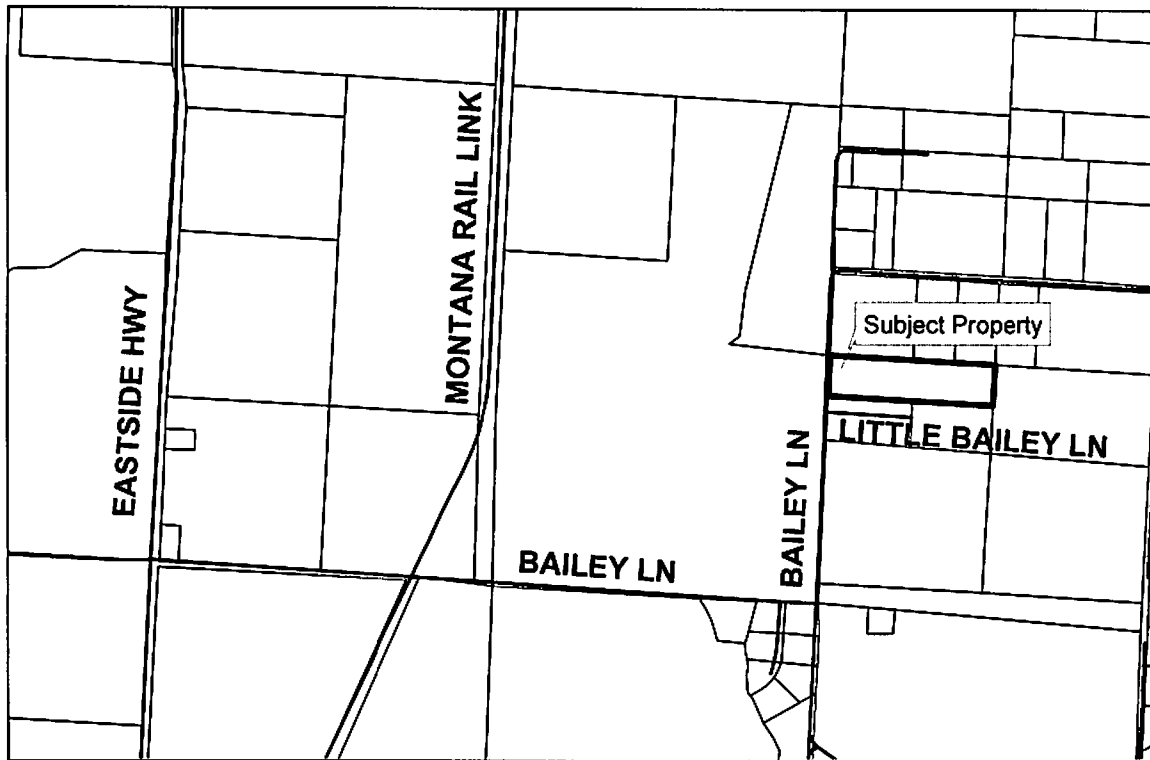 MONTANA RAIL LINK
EASTSIDE HWY
Subject Property
LITTLE BAILEY LN
BAILEY LN
BAILEY LN